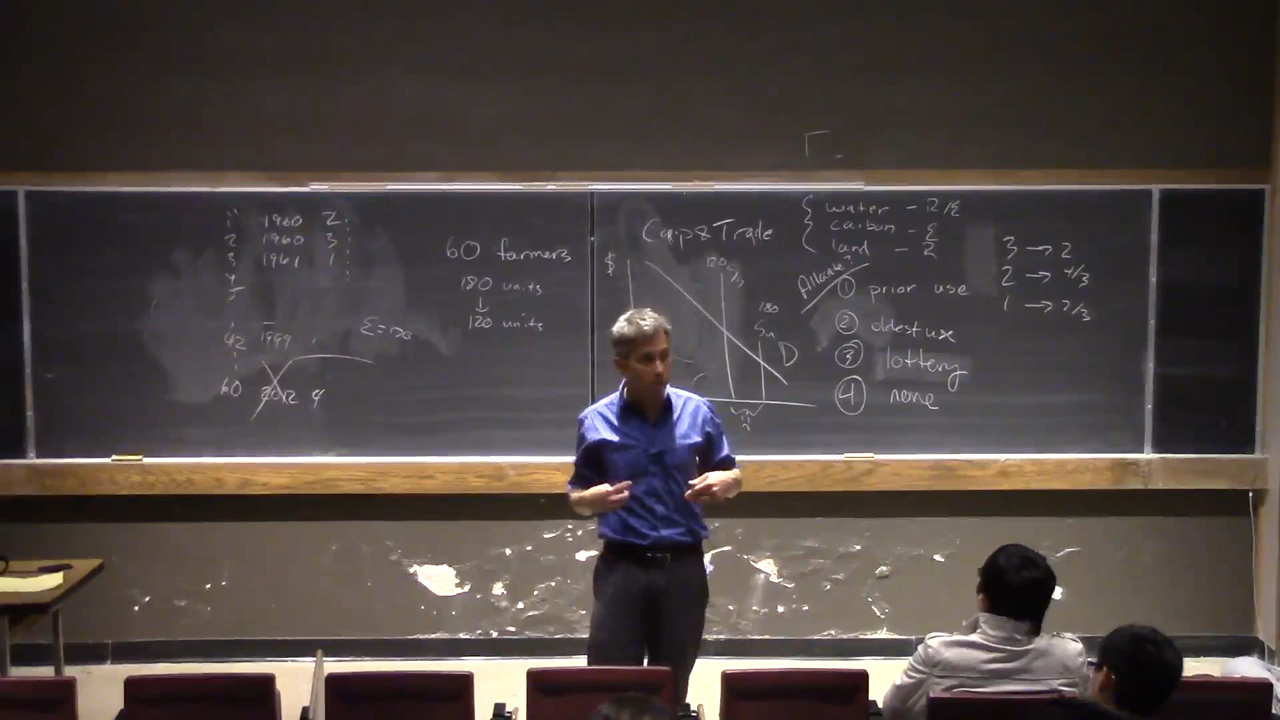 1 1960 2
2 1960 3
3 1961 1
4
5
42 1999
60 2012 4
60 farmers
180 units
↓
120 units
Cap & Trade
$
120
180
D
water - R/E
carbon - E
land - R
Allocate?
① prior use
② oldest use
③ lottery
④ none
3 → 2
2 → 4/3
1 → 2/3